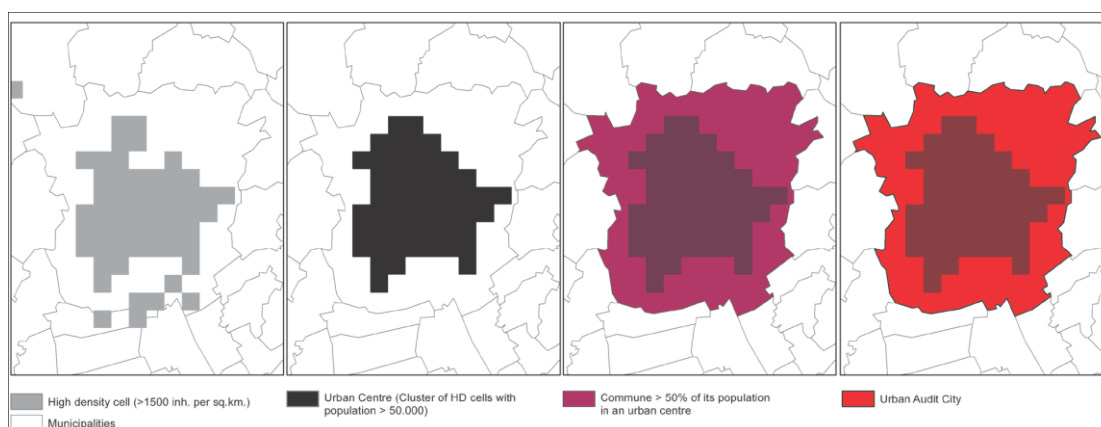 High density cell (>1500 inh. per sq.km.)
Municipalities
Urban Centre (Cluster of HD cells with
population > 50.000)
Commune > 50% of its population
in an urban centre
Urban Audit City